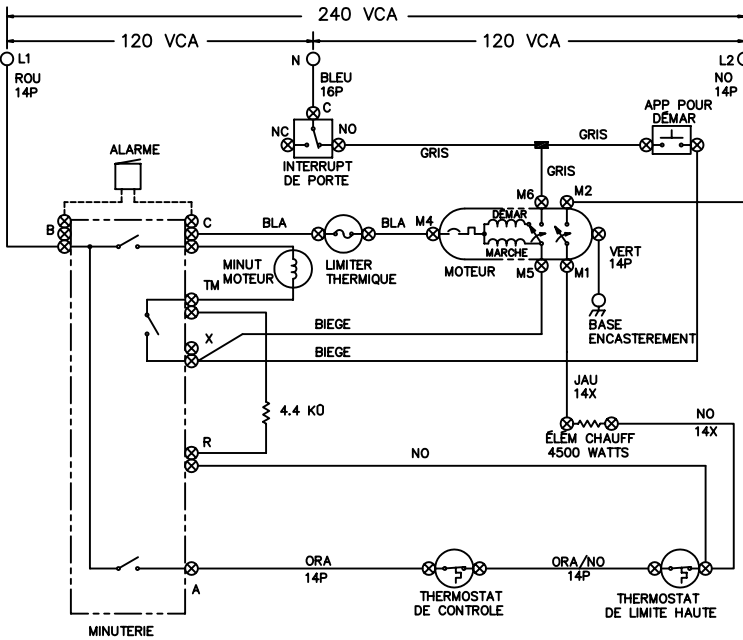 240 VCA
120 VCA
120 VCA
L1
N
L2
ROU
14P
BLEU
16P
NO
14P
C
APP POUR
DÉMAR
NC
NO
GRIS
GRIS
ALARME
INTERRUPT
DE PORTE
GRIS
M6
M2
B
C
BLA
BLA
M4
DÉMAR
MARCHE
MINUT
MOTEUR
LIMITER
THERMIQUE
MOTEUR
M5
M1
VERT
14P
TM
BIEGE
BASE
ENCASTEREMENT
X
BIEGE
JAU
14X
4.4 KÖ
NO
14X
R
ÉLÉM CHAUFF
4500 WATTS
NO
ORA
14P
ORA/NO
14P
A
THERMOSTAT
DE CONTROLE
THERMOSTAT
DE LIMITE HAUTE
MINUTERIE